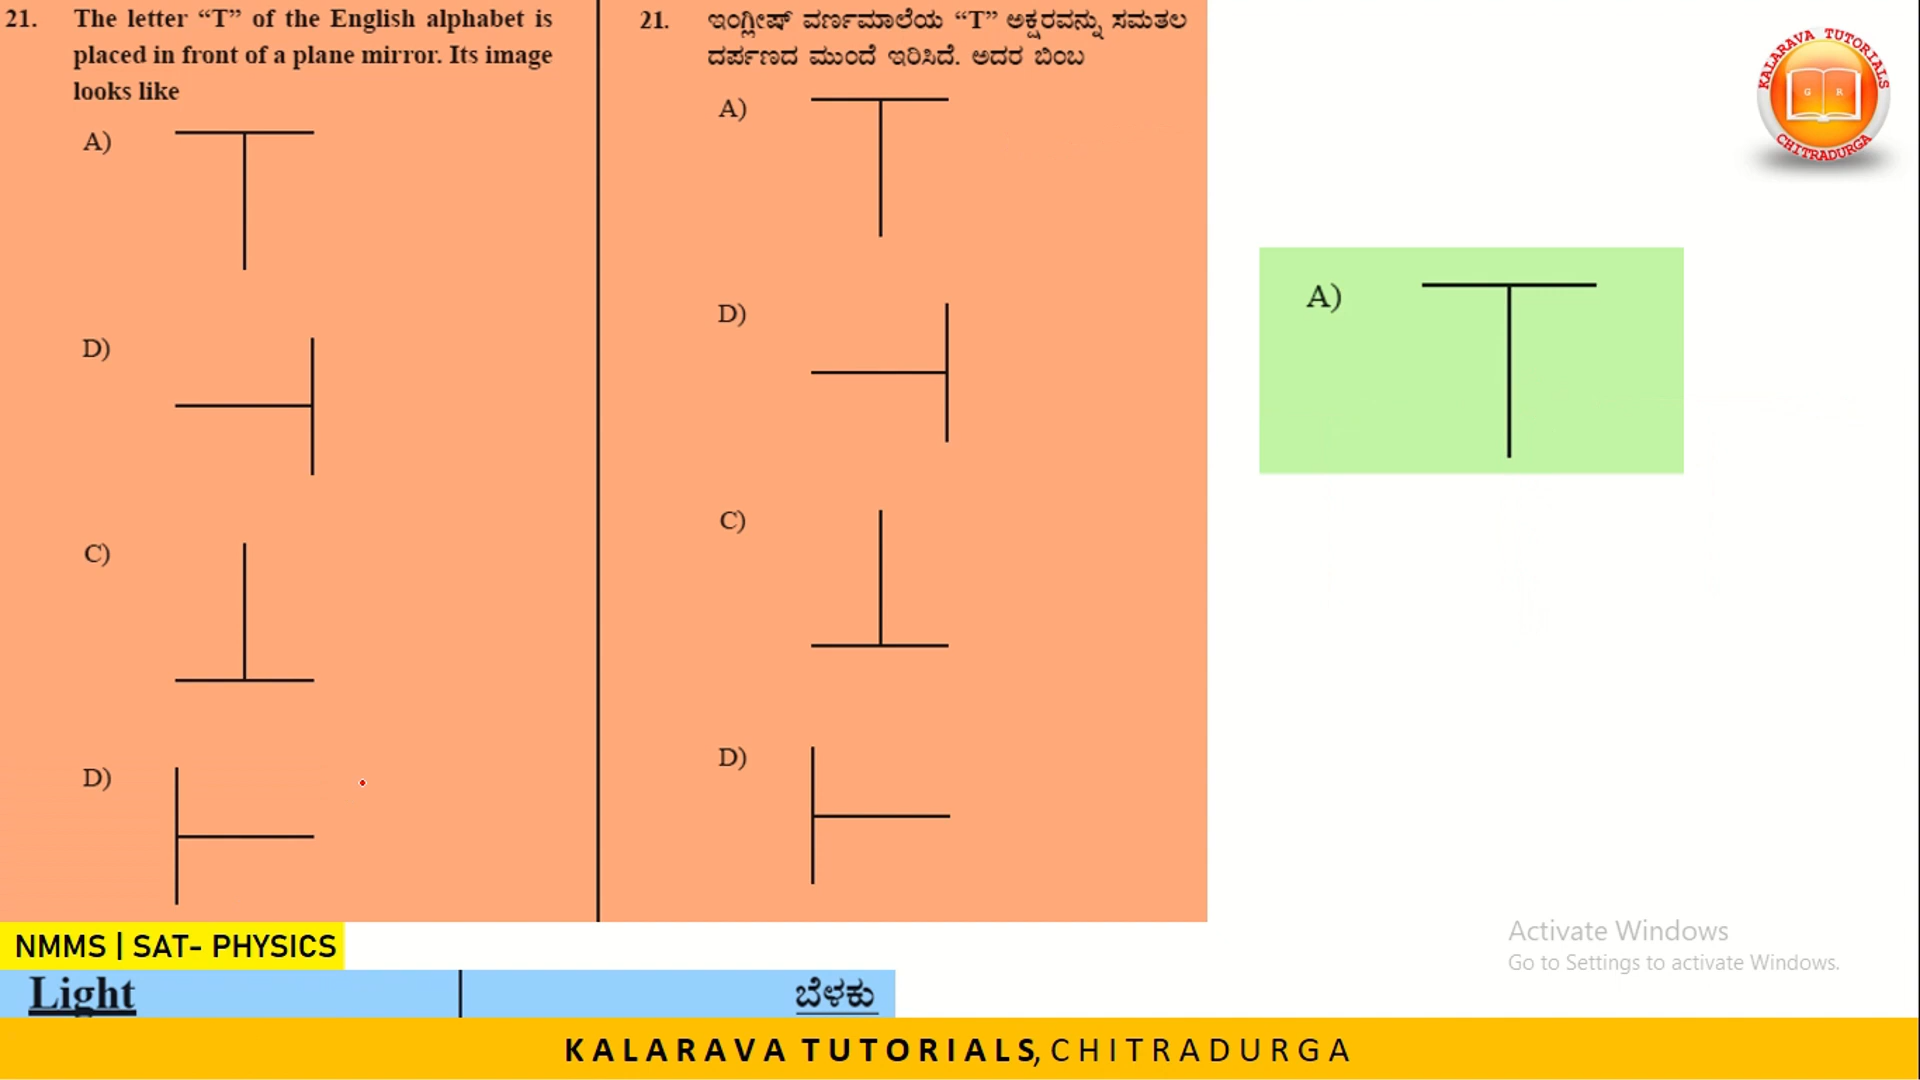 21. The letter “T” of the English alphabet is
placed in front of a plane mirror. Its image
looks like
A)
D)
C)
D)
21. ಇಂಗ್ಲೀಷ್ ವರ್ಣಮಾಲೆಯ “T” ಅಕ್ಷರವನ್ನು ಸಮತಲ
ದರ್ಪಣದ ಮುಂದೆ ಇರಿಸಿದೆ. ಅದರ ಬಿಂಬ
A)
D)
C)
D)
A)
KALARAVA TUTORIALS
G R
CHITRADURGA
Activate Windows
Go to Settings to activate Windows.
NMMS | SAT- PHYSICS
Light ಬೆಳಕು
KALARAVA TUTORIALS, CHITRADURGA